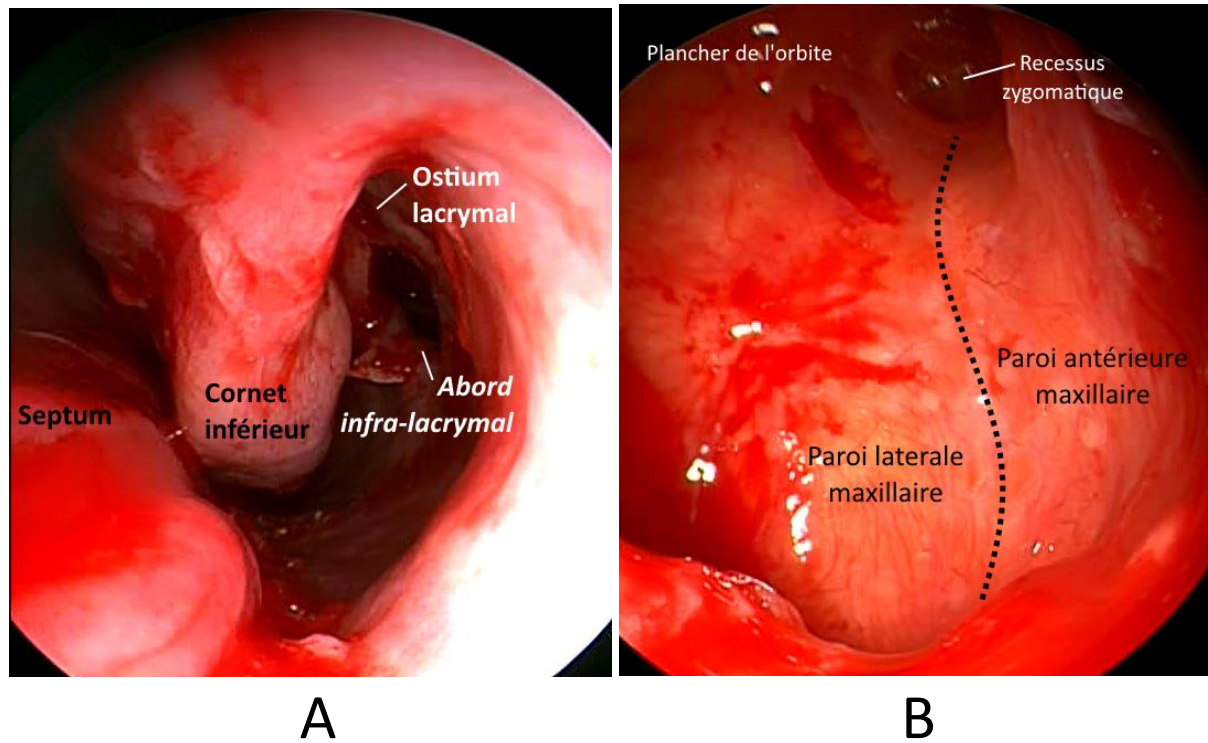 Ostium
lacrymal
Abord
infra-lacrymal
Cornet
inférieur
Septum
A
Plancher de l'orbite
Recessus
zygomatique
Paroi antérieure
maxillaire
Paroi laterale
maxillaire
B